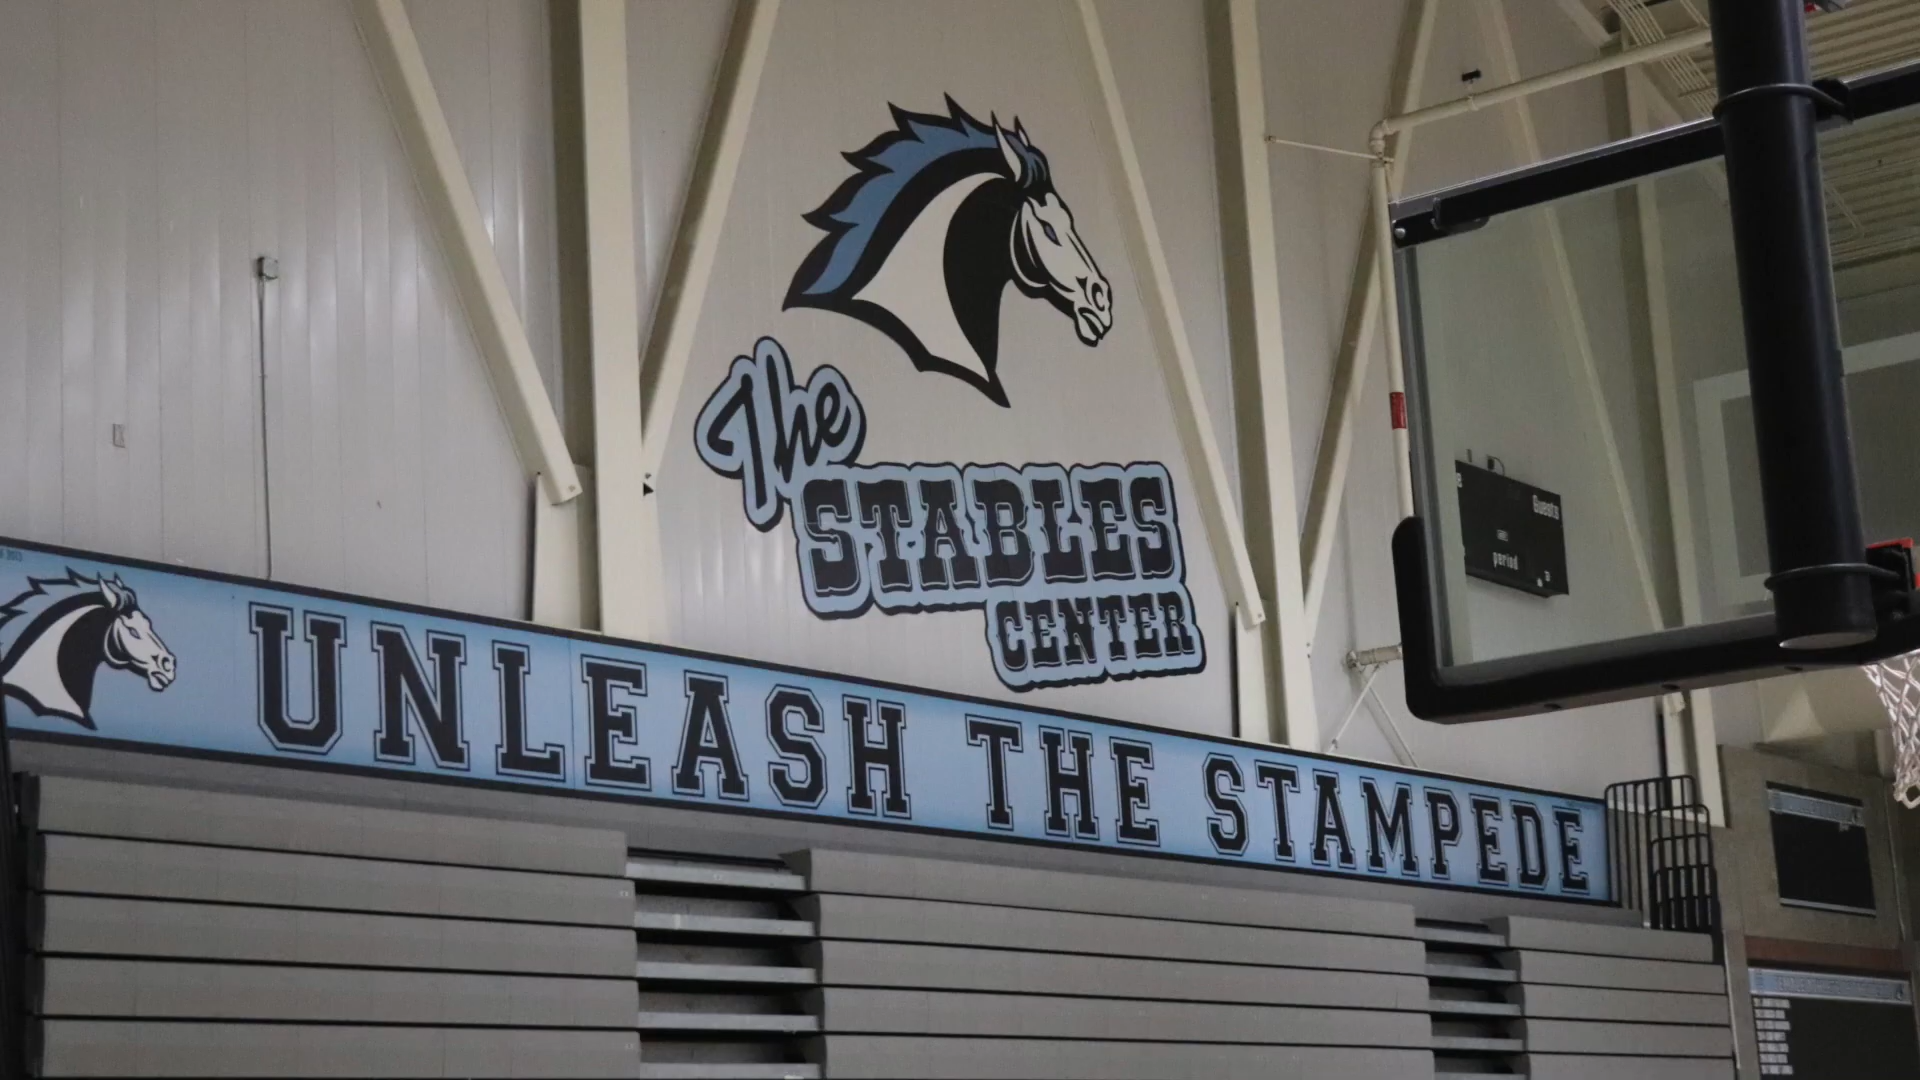 The
STABLES
CENTER
UNLEASH THE STAMPEDE
Guests
period